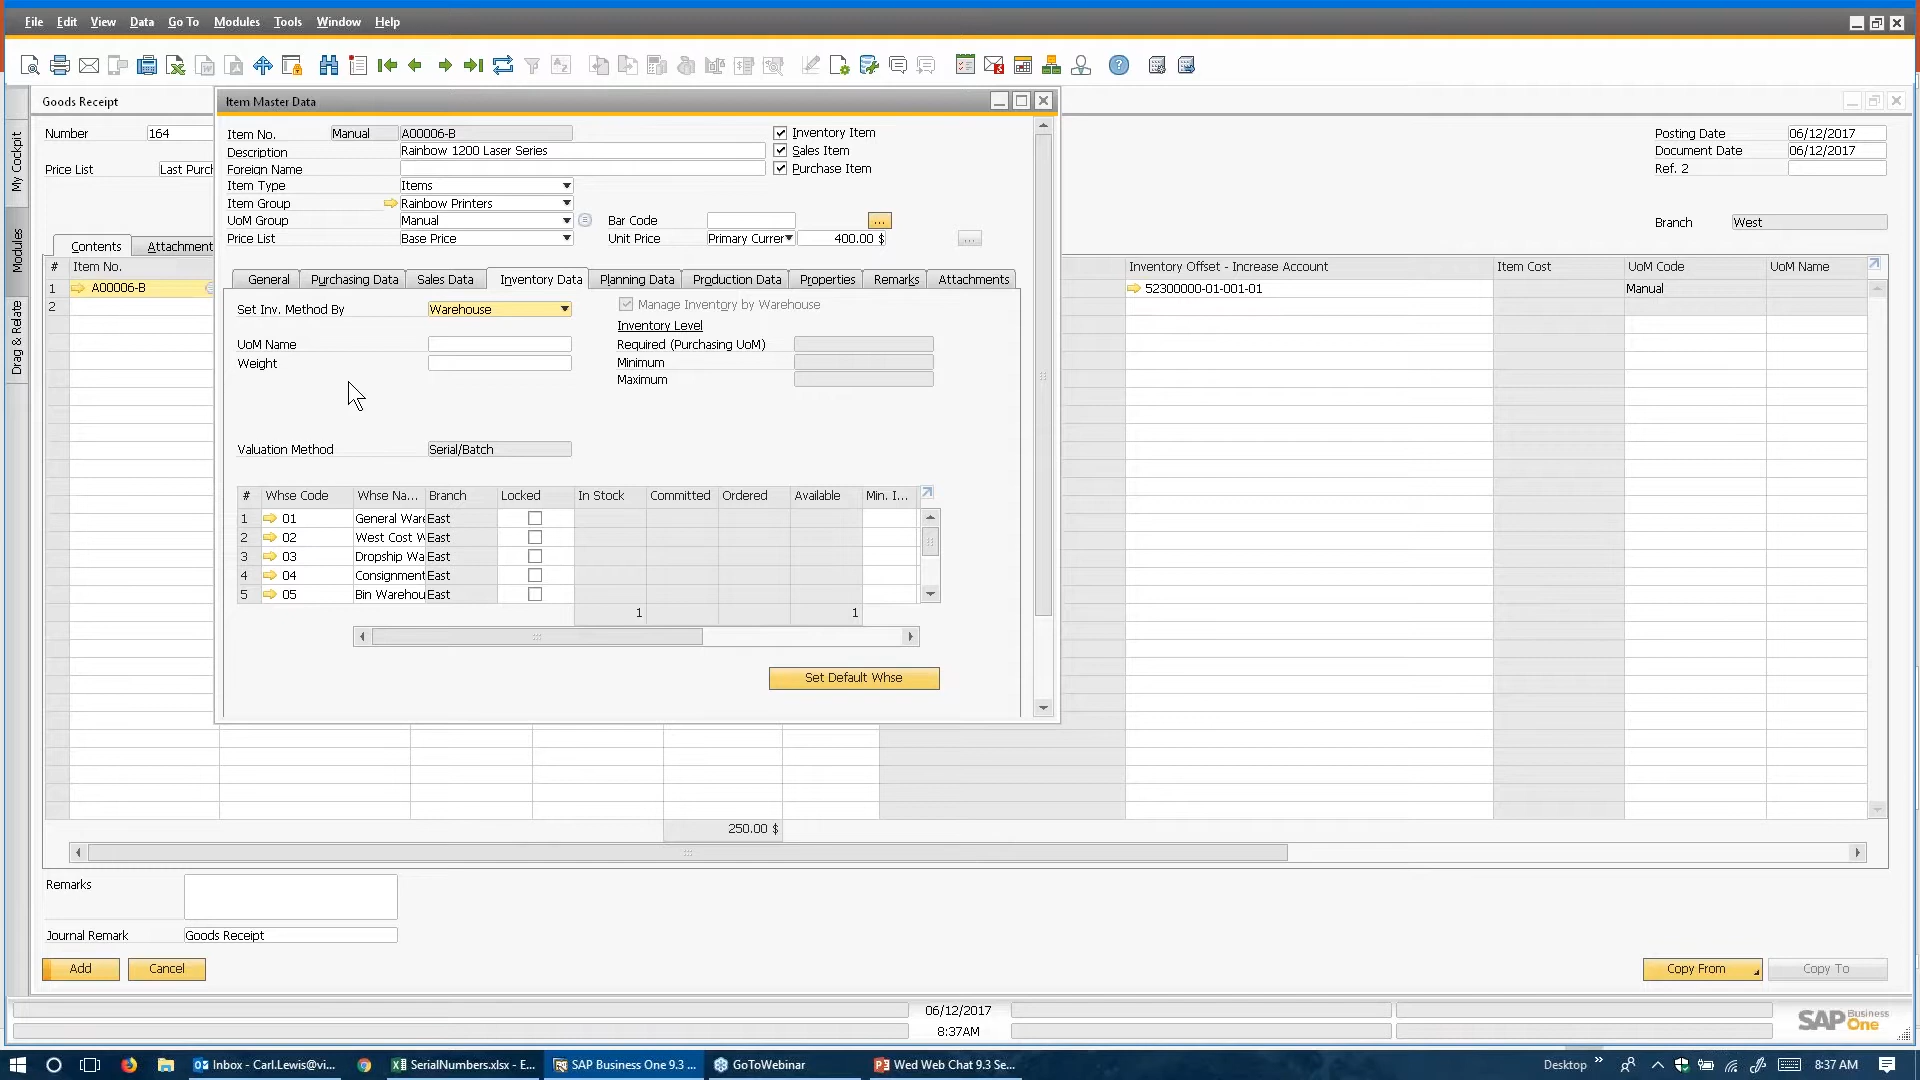 File Edit View Data Go To Modules Tools Window Help
Goods Receipt
Item Master Data
My Cockpit
Modules
Drag & Relate
Number 164
Price List Last Purch
Item No. Manual A00006-B
Description Rainbow 1200 Laser Series
Foreign Name
Item Type Items
Item Group Rainbow Printers
UoM Group Manual
Price List Base Price
Inventory Item
Sales Item
Purchase Item
Bar Code ...
Unit Price Primary Currer 400.00 $ ...
Posting Date 06/12/2017
Document Date 06/12/2017
Ref. 2
Branch West
Contents Attachment
# Item No.
1 A00006-B
2
General Purchasing Data Sales Data Inventory Data Planning Data Production Data Properties Remarks Attachments
Set Inv. Method By Warehouse
UoM Name
Weight
Manage Inventory by Warehouse
Inventory Level
Required (Purchasing UoM)
Minimum
Maximum
Valuation Method Serial/Batch
# Whse Code Whse Na... Branch Locked In Stock Committed Ordered Available Min. I...
1 01 General Ware East
2 02 West Cost W East
3 03 Dropship Wa East
4 04 Consignment East
5 05 Bin Warehou East
1 1
Set Default Whse
Inventory Offset - Increase Account Item Cost UoM Code UoM Name
52300000-01-001-01 Manual
250.00 $
Remarks
Journal Remark Goods Receipt
Add Cancel
Copy From Copy To
06/12/2017
8:37AM
SAP Business One
Inbox - Carl.Lewis@vi... SerialNumbers.xlsx - E... SAP Business One 9.3 ... GoToWebinar Wed Web Chat 9.3 Se... Desktop 8:37 AM